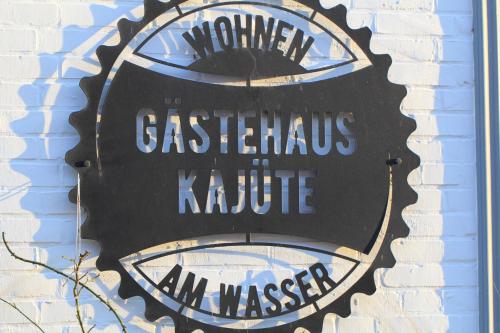 WOHNEN
GÄSTEHAUS
KAJÜTE
AM WASSER